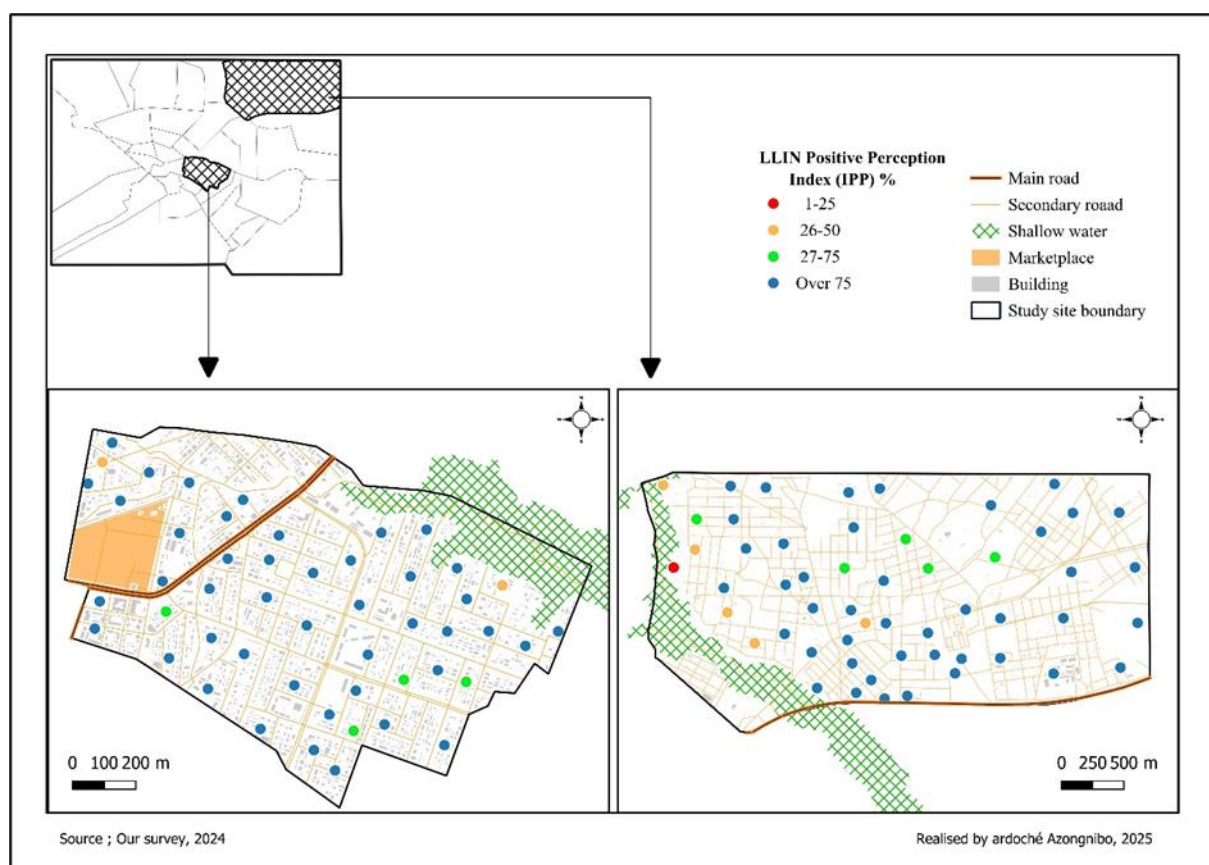 LLIN Positive Perception
Index (IPP) %
1-25
26-50
27-75
Over 75
Main road
Secondary roaad
Shallow water
Marketplace
Building
Study site boundary
0 100 200 m
0 250 500 m
Source ; Our survey, 2024
Realised by ardoché Azongnibo, 2025